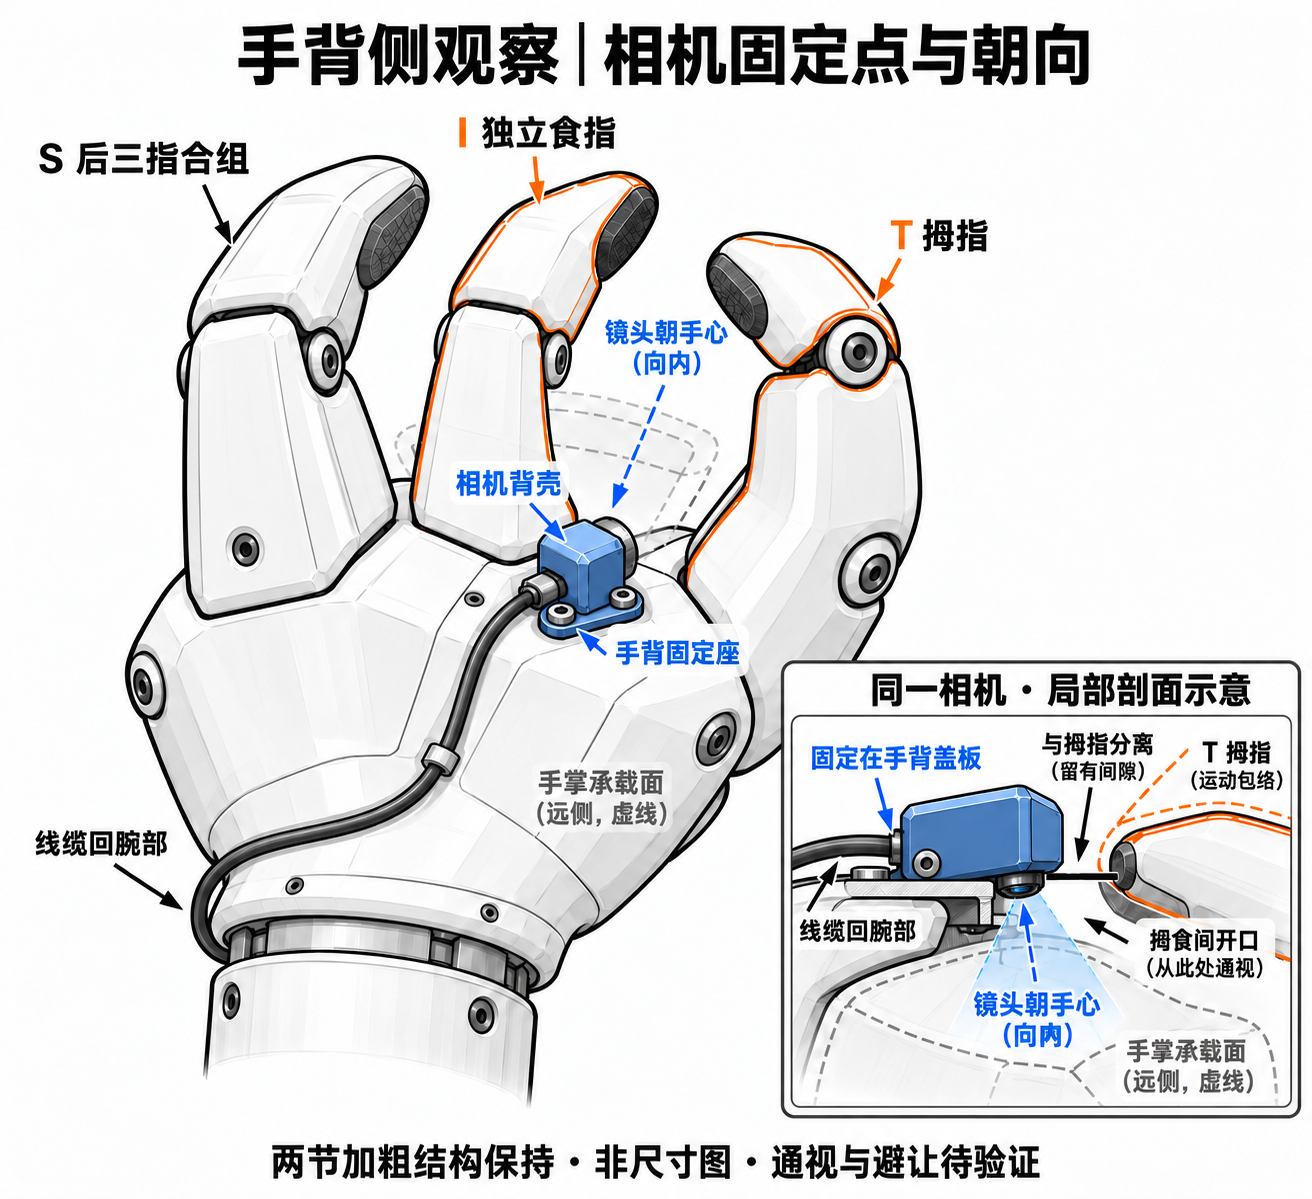 手背侧观察|相机固定点与朝向
S 后三指合组
I 独立食指
T 拇指
镜头朝手心
(向内)
相机背壳
手背固定座
手掌承载面
(远侧, 虚线)
线缆回腕部
同一相机・局部剖面示意
固定在手背盖板
与拇指分离
(留有间隙)
T 拇指
(运动包络)
线缆回腕部
拇食间开口
(从此处通视)
镜头朝手心
(向内)
手掌承载面
(远侧, 虚线)
两节加粗结构保持・非尺寸图・通视与避让待验证